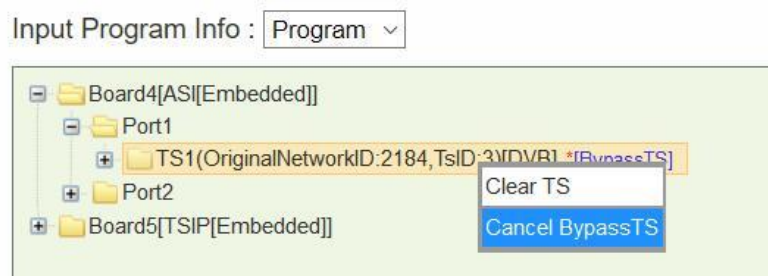 Input Program Info : Program
Board4[ASI[Embedded]]
Port1
TS1(OriginalNetworkID:2184,TsID:3)[DVB] *[BypassTS]
Clear TS
Port2
Cancel BypassTS
Board5[TSIP[Embedded]]